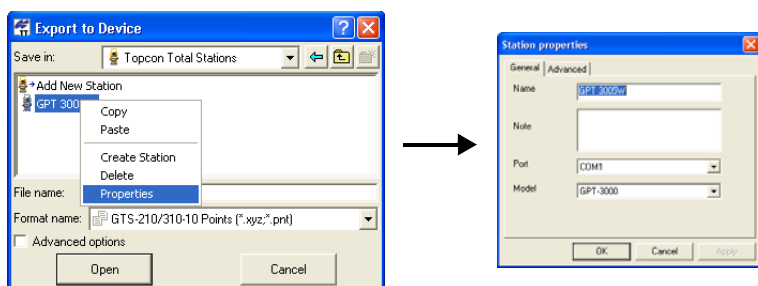 Export to Device
Save in: Topcon Total Stations
Add New Station
GPT 300
Copy
Paste
Create Station
Delete
Properties
File name:
Format name: GTS-210/310-10 Points (*.xyz;*.pnt)
Advanced options
Open Cancel
Station properties
General Advanced
Name GPT 3005w
Note
Port COM1
Model GPT-3000
OK Cancel Apply